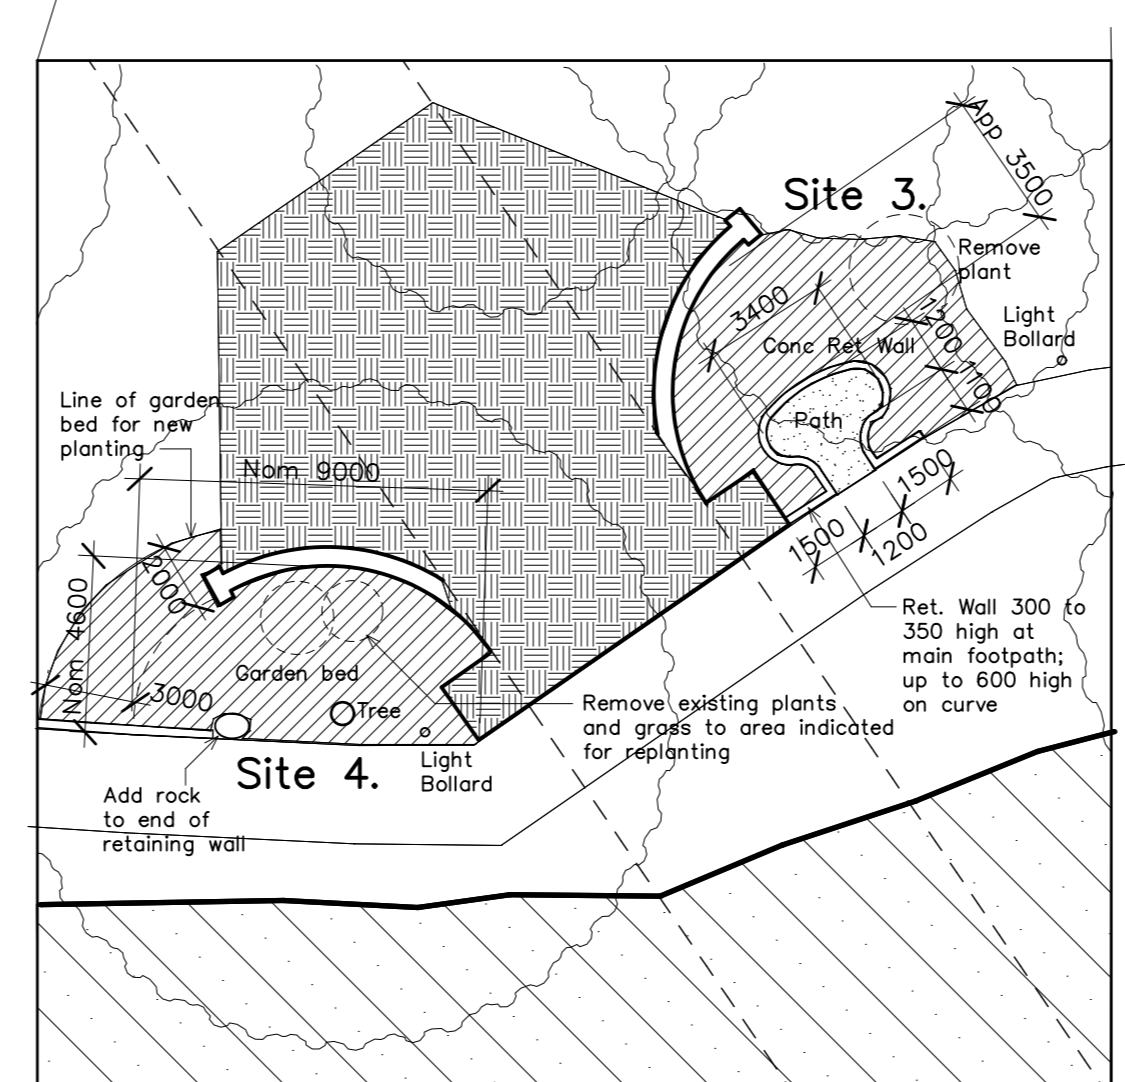 App 3500
Site 3.
Remove
plant
3400
1200
Light
Bollard
Conc Ret Wall
1100
Line of garden
bed for new
planting
Path
Nom 9000
1500
1500
1200
2000
Nom 4600
Ret. Wall 300 to
350 high at
main footpath;
up to 600 high
on curve
Garden bed
3000
Tree
Remove existing plants
and grass to area indicated
for replanting
Site 4.
Light
Bollard
Add rock
to end of
retaining wall